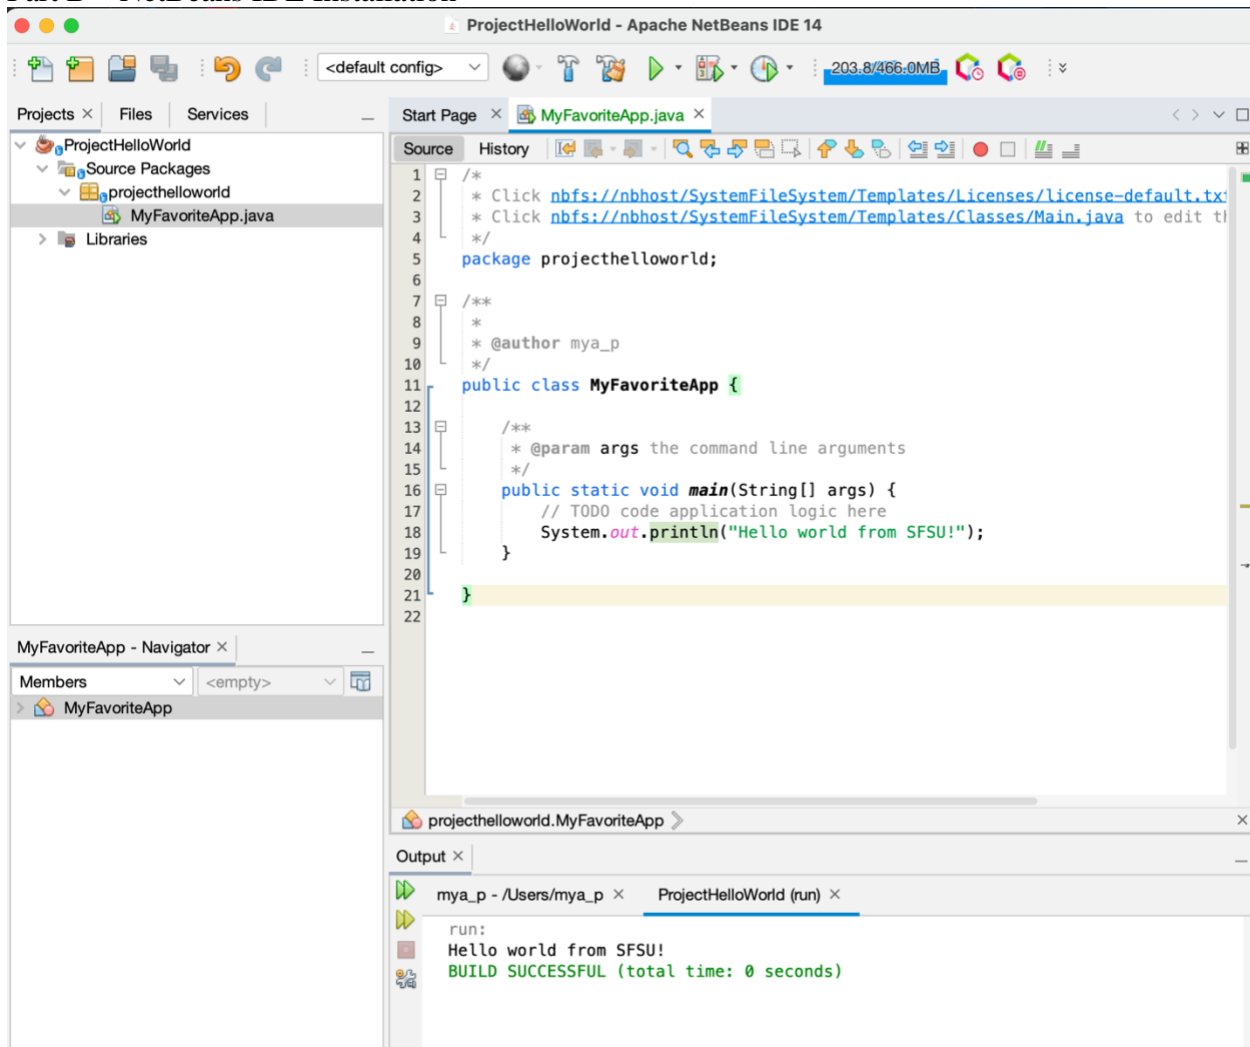 Part B – NetBeans IDE Installation
ProjectHelloWorld - Apache NetBeans IDE 14
<default config>
203.8/466.0MB
Projects Files Services
ProjectHelloWorld
Source Packages
projecthelloworld
MyFavoriteApp.java
Libraries
MyFavoriteApp - Navigator
Members <empty>
MyFavoriteApp
Start Page MyFavoriteApp.java
Source History
1 /*
2 * Click nbfs://nbhost/SystemFileSystem/Templates/Licenses/license-default.txt
3 * Click nbfs://nbhost/SystemFileSystem/Templates/Classes/Main.java to edit th
4 */
5 package projecthelloworld;
6
7 /**
8 *
9 * @author mya_p
10 */
11 public class MyFavoriteApp {
12
13 /**
14 * @param args the command line arguments
15 */
16 public static void main(String[] args) {
17 // TODO code application logic here
18 System.out.println("Hello world from SFSU!");
19 }
20
21 }
22
projecthelloworld.MyFavoriteApp
Output
mya_p - /Users/mya_p ProjectHelloWorld (run)
run:
Hello world from SFSU!
BUILD SUCCESSFUL (total time: 0 seconds)